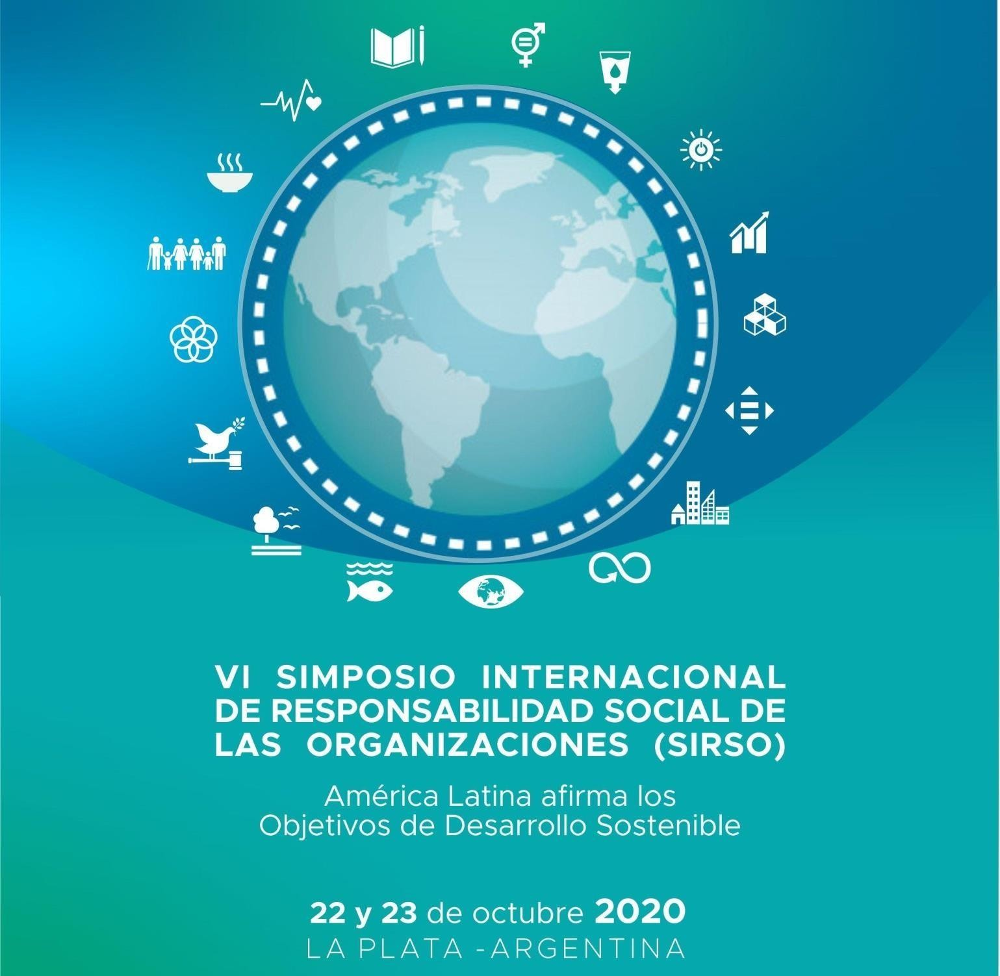 VI SIMPOSIO INTERNACIONAL
DE RESPONSABILIDAD SOCIAL DE
LAS ORGANIZACIONES (SIRSO)
América Latina afirma los
Objetivos de Desarrollo Sostenible
22 y 23 de octubre 2020
LA PLATA -ARGENTINA